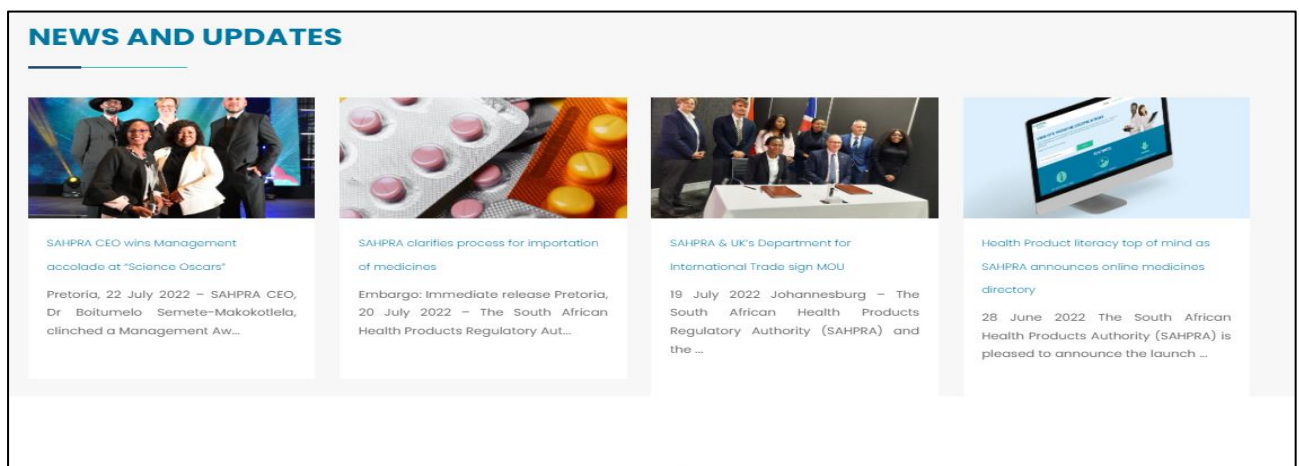 NEWS AND UPDATES
SAHPRA CEO wins Management
accolade at “Science Oscars”
Pretoria, 22 July 2022 – SAHPRA CEO,
Dr Boitumelo Semete-Makokotlela,
clinched a Management Aw...
SAHPRA clarifies process for importation
of medicines
Embargo: Immediate release Pretoria,
20 July 2022 – The South African
Health Products Regulatory Aut...
SAHPRA & UK's Department for
International Trade sign MOU
19 July 2022 Johannesburg – The
South African Health Products
Regulatory Authority (SAHPRA) and
the ...
Health Product literacy top of mind as
SAHPRA announces online medicines
directory
28 June 2022 The South African
Health Products Authority (SAHPRA) is
pleased to announce the launch ...